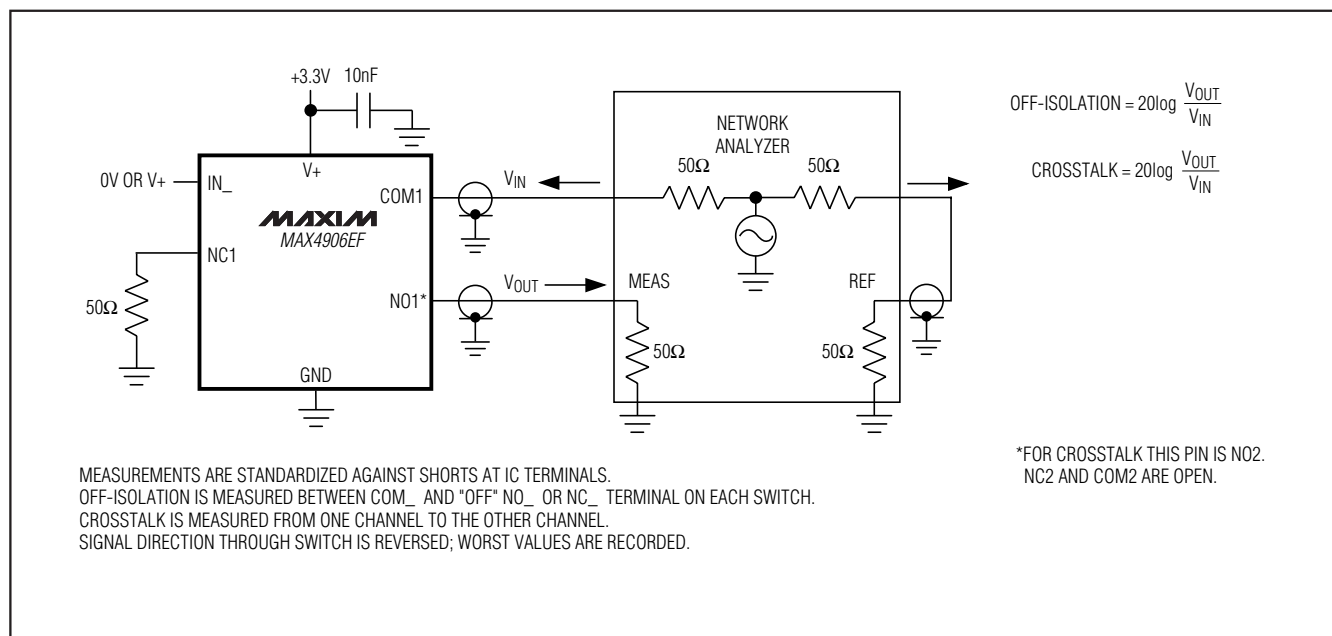 +3.3V
10nF
V+
0V OR V+
IN_
COM1
MAXIM
MAX4906EF
NC1
50Ω
NO1*
GND
VIN
VOUT
NETWORK
ANALYZER
50Ω
50Ω
MEAS
REF
50Ω
50Ω
OFF-ISOLATION = 20log VOUT
VIN
CROSSTALK = 20log VOUT
VIN
MEASUREMENTS ARE STANDARDIZED AGAINST SHORTS AT IC TERMINALS.
OFF-ISOLATION IS MEASURED BETWEEN COM_ AND "OFF" NO_ OR NC_ TERMINAL ON EACH SWITCH.
CROSSTALK IS MEASURED FROM ONE CHANNEL TO THE OTHER CHANNEL.
SIGNAL DIRECTION THROUGH SWITCH IS REVERSED; WORST VALUES ARE RECORDED.
*FOR CROSSTALK THIS PIN IS NO2.
NC2 AND COM2 ARE OPEN.